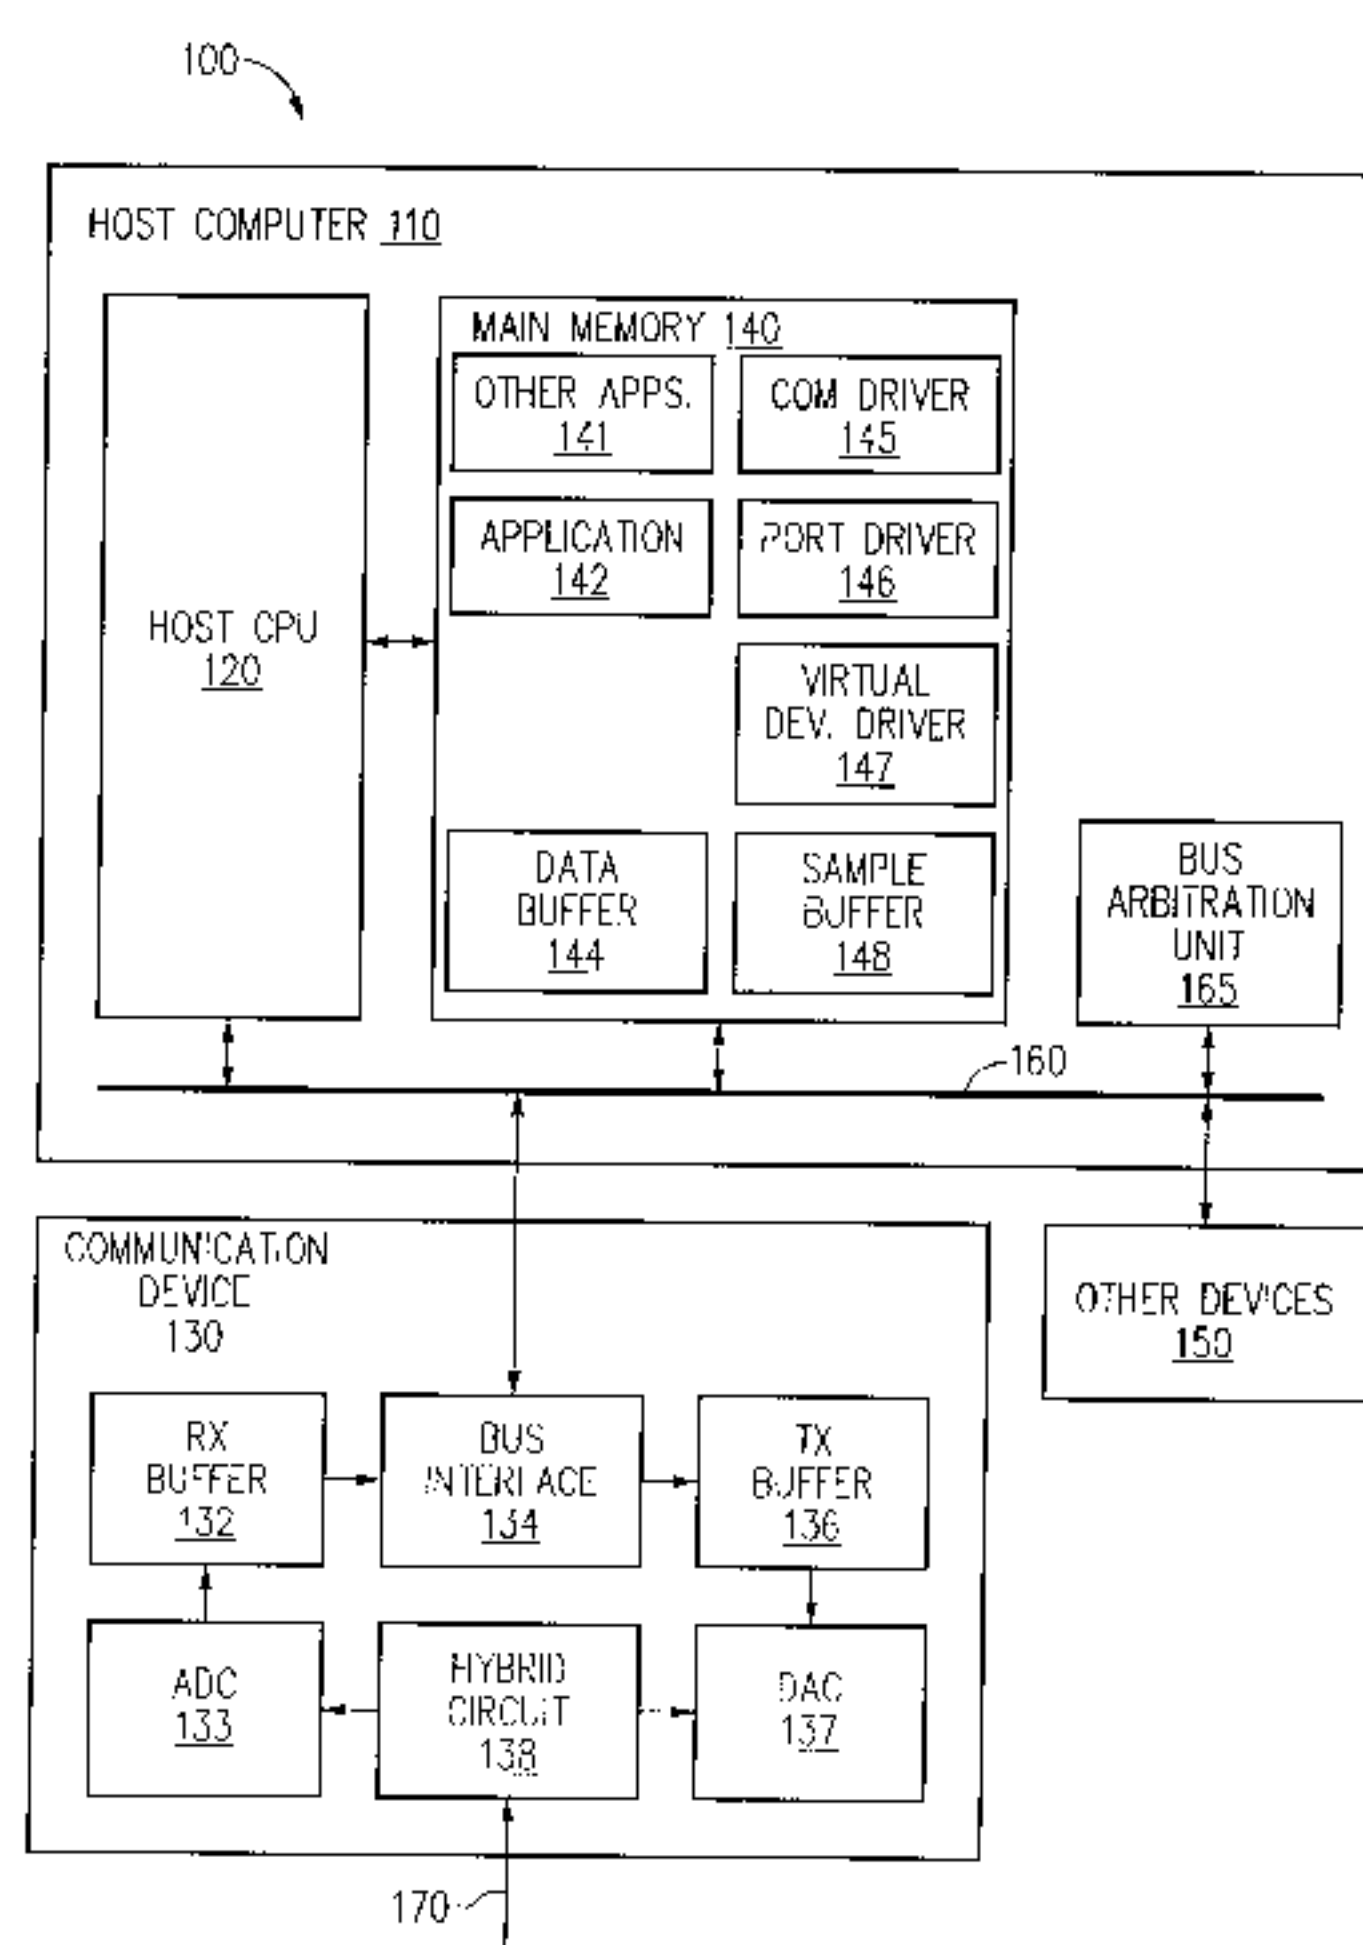 100
HOST COMPUTER 110
HOST CPU
120
MAIN MEMORY 140
OTHER APPS.
141
COM DRIVER
145
APPLICATION
142
PORT DRIVER
146
VIRTUAL
DEV. DRIVER
147
DATA
BUFFER
144
SAMPLE
BUFFER
148
BUS
ARBITRATION
UNIT
165
160
COMMUNICATION
DEVICE
130
OTHER DEVICES
150
RX
BUFFER
132
BUS
INTERFACE
134
TX
BUFFER
136
ADC
133
HYBRID
CIRCUIT
138
DAC
137
170